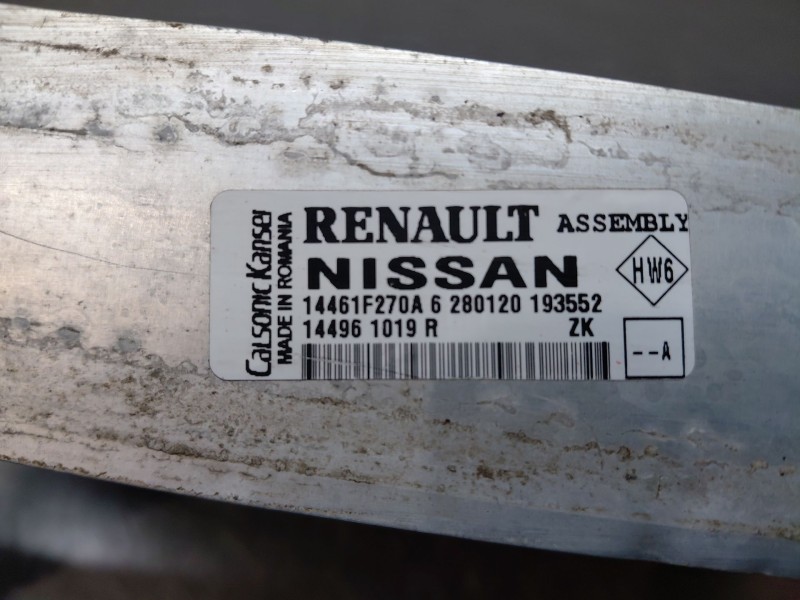 Calsonic Kansei
MADE IN ROMANIA
RENAULT ASSEMBLY
NISSAN
HW6
14461F270A 6 280120 193552
14496 1019 R ZK
--A